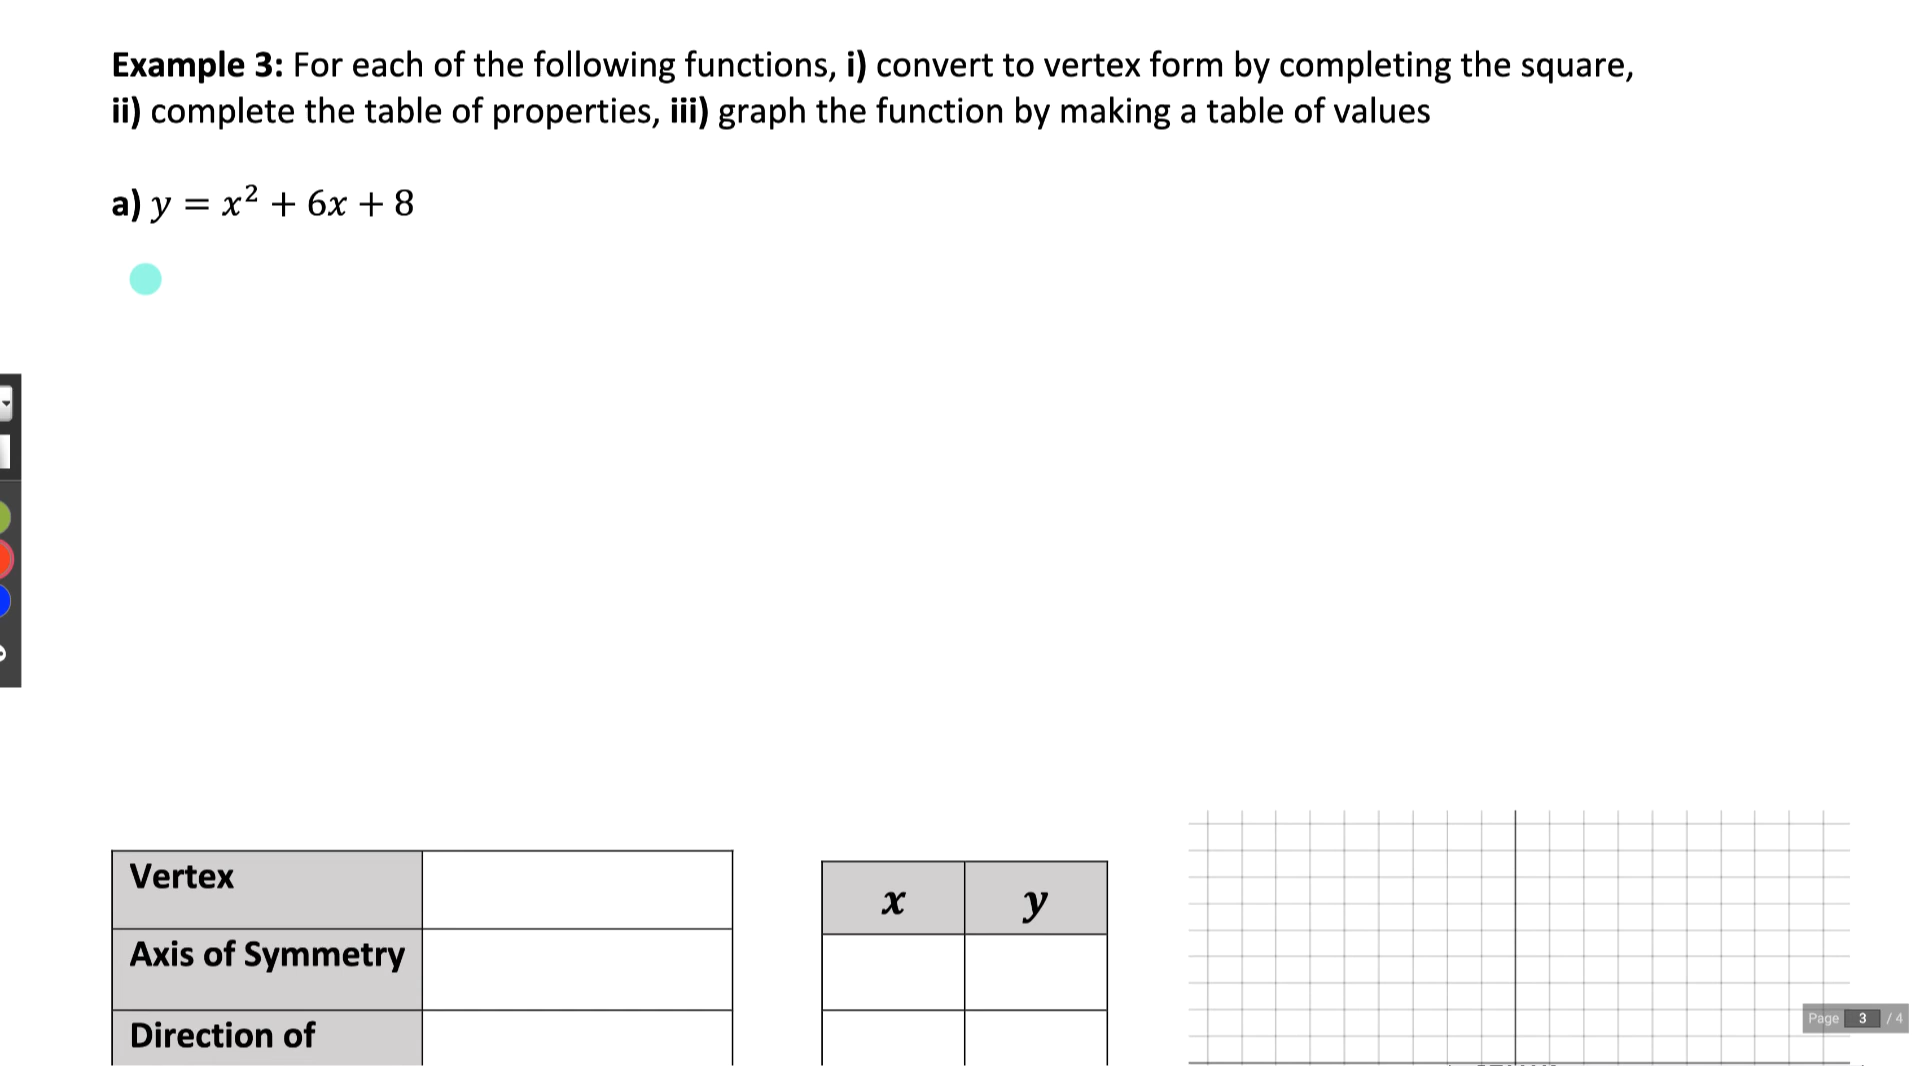 Example 3: For each of the following functions, i) convert to vertex form by completing the square,
ii) complete the table of properties, iii) graph the function by making a table of values
a) y = x² + 6x + 8
Vertex
x y
Axis of Symmetry
Direction of
Page 3 / 4